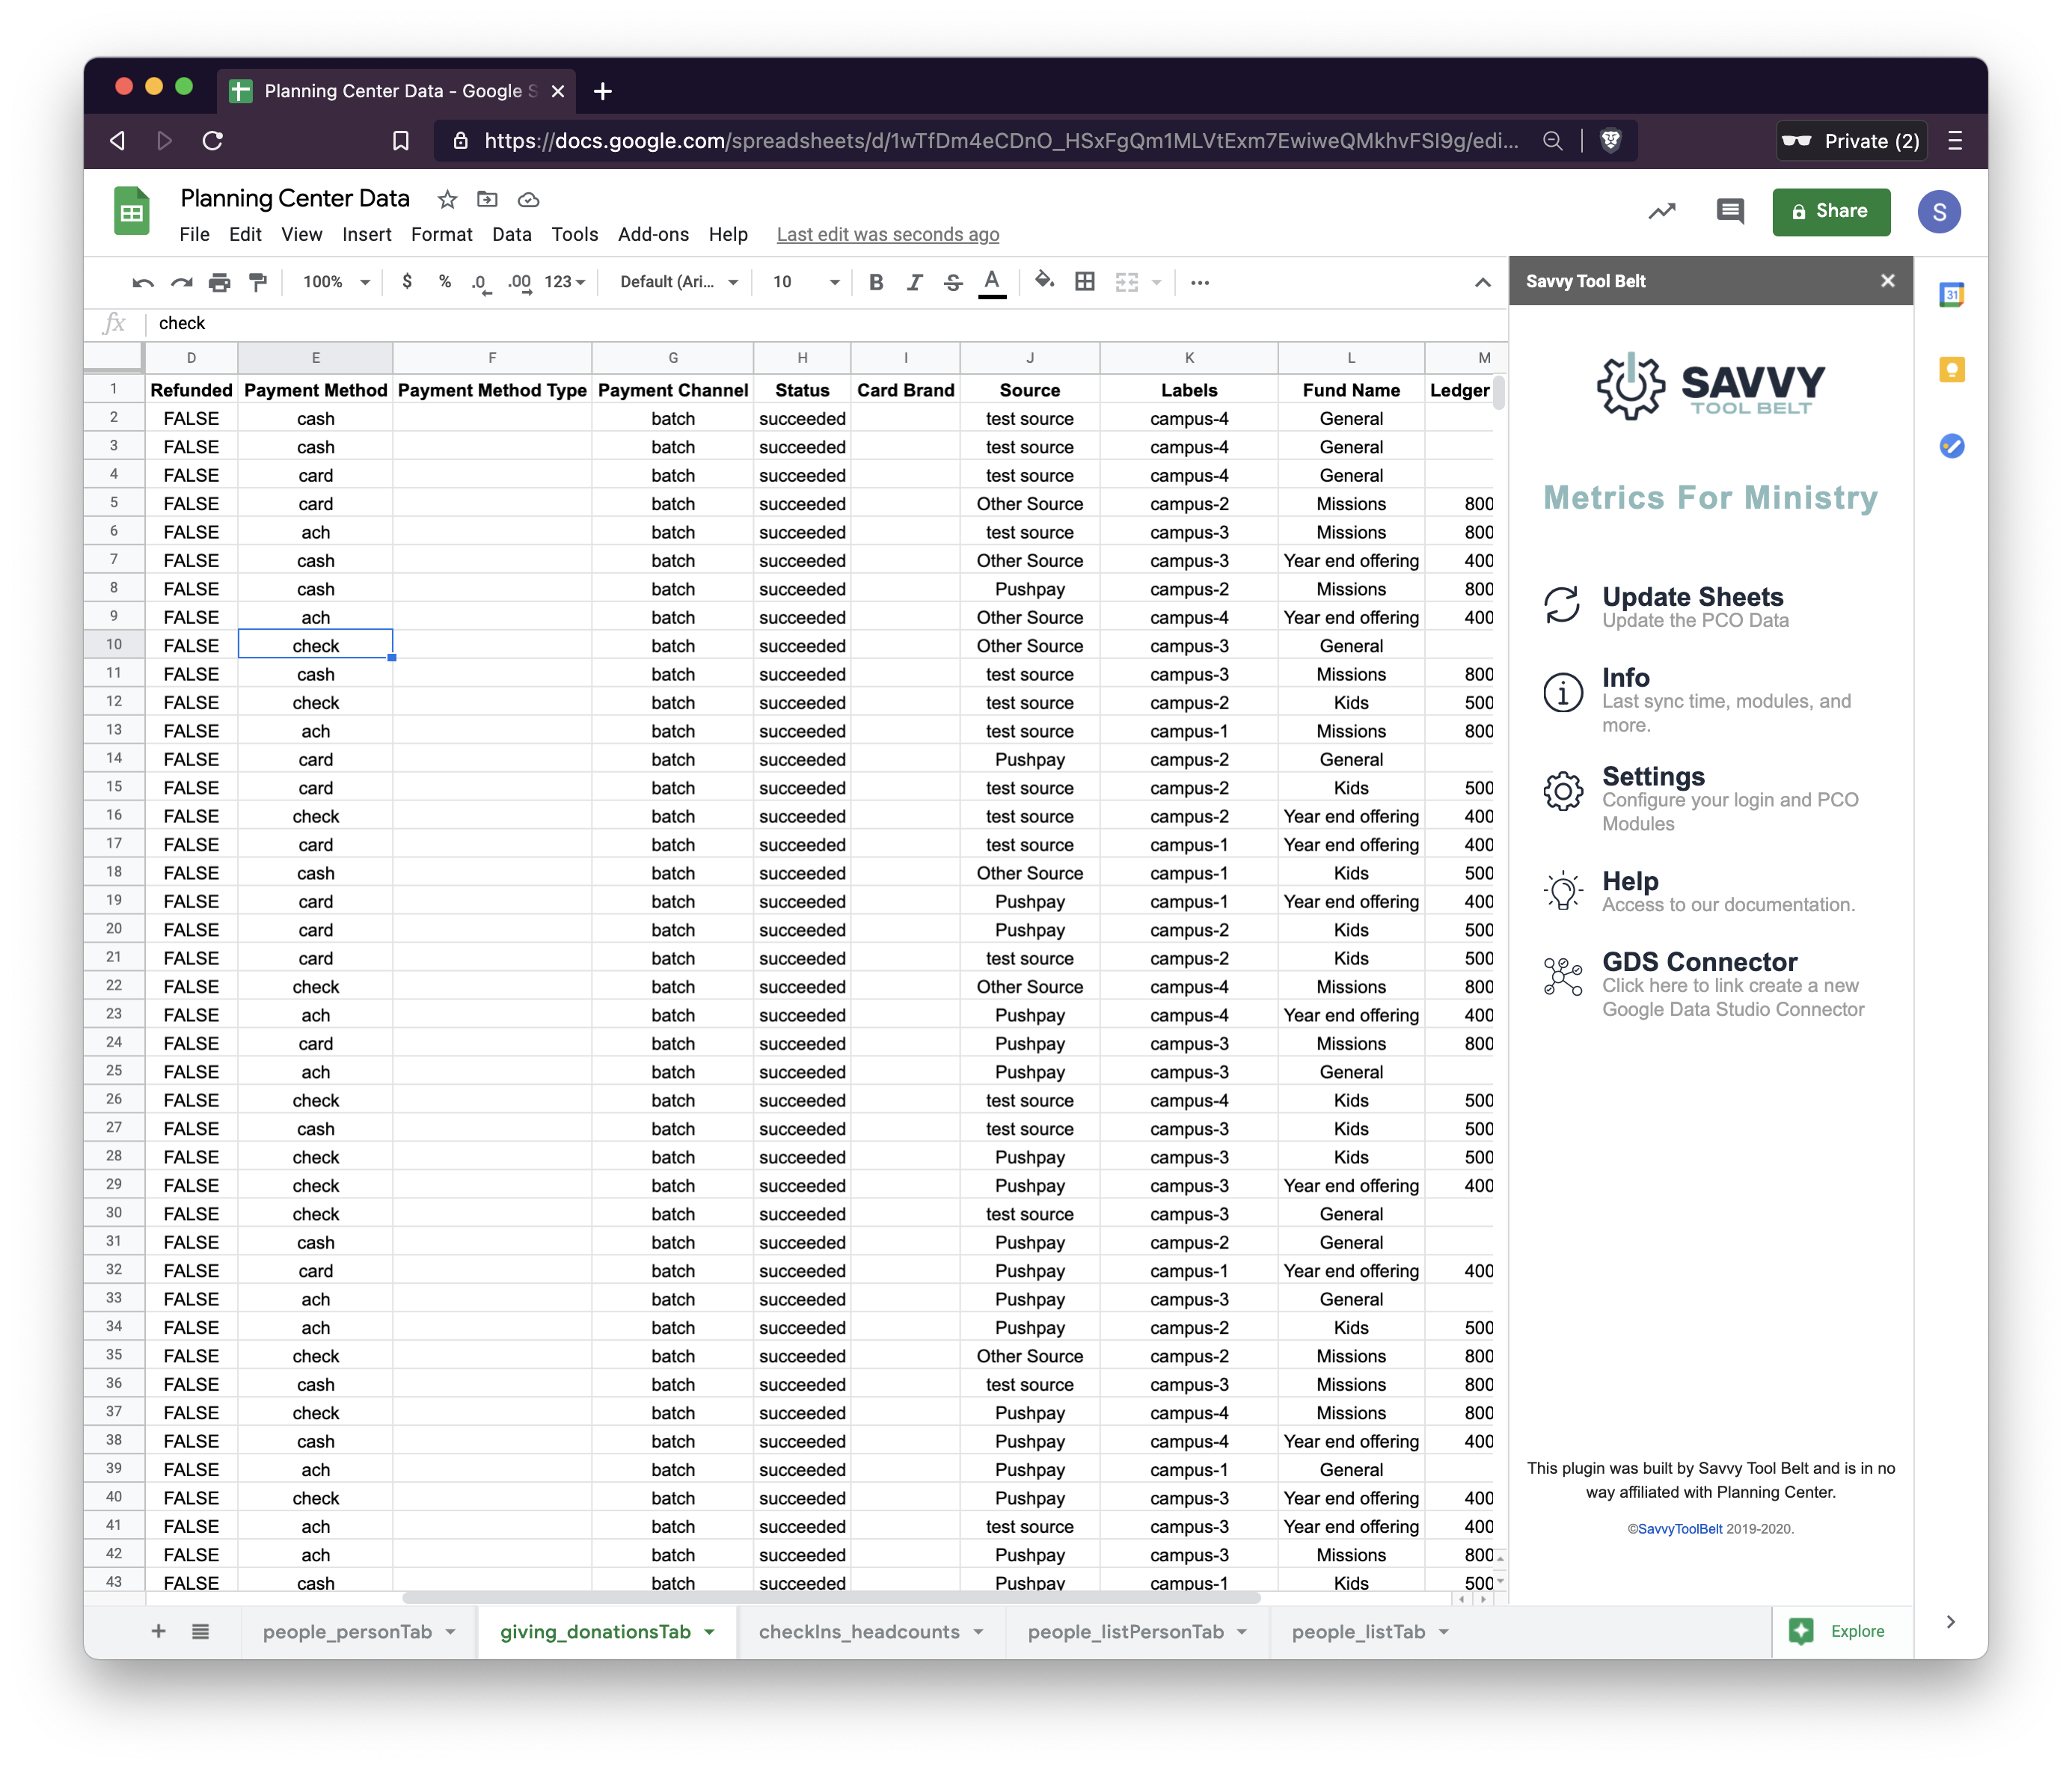 Planning Center Data - Google S
https://docs.google.com/spreadsheets/d/1wTfDm4eCDnO_HSxFgQm1MLVtExm7EwiweQMkhvFSI9g/edi...
Private (2)
Planning Center Data
Share
S
File Edit View Insert Format Data Tools Add-ons Help Last edit was seconds ago
100% $ % .0 .00 123 Default (Ari... 10 B I S A ...
Savvy Tool Belt
31
fx check
D E F G H I J K L M
1 Refunded Payment Method Payment Method Type Payment Channel Status Card Brand Source Labels Fund Name Ledger
2 FALSE cash batch succeeded test source campus-4 General
3 FALSE cash batch succeeded test source campus-4 General
4 FALSE card batch succeeded test source campus-4 General
5 FALSE card batch succeeded Other Source campus-2 Missions 800
6 FALSE ach batch succeeded test source campus-3 Missions 800
7 FALSE cash batch succeeded Other Source campus-3 Year end offering 400
8 FALSE cash batch succeeded Pushpay campus-2 Missions 800
9 FALSE ach batch succeeded Other Source campus-4 Year end offering 400
10 FALSE check batch succeeded Other Source campus-3 General
11 FALSE cash batch succeeded test source campus-3 Missions 800
12 FALSE check batch succeeded test source campus-2 Kids 500
13 FALSE ach batch succeeded test source campus-1 Missions 800
14 FALSE card batch succeeded Pushpay campus-2 General
15 FALSE card batch succeeded test source campus-2 Kids 500
16 FALSE check batch succeeded test source campus-2 Year end offering 400
17 FALSE card batch succeeded test source campus-1 Year end offering 400
18 FALSE cash batch succeeded Other Source campus-1 Kids 500
19 FALSE card batch succeeded Pushpay campus-1 Year end offering 400
20 FALSE card batch succeeded Pushpay campus-2 Kids 500
21 FALSE card batch succeeded test source campus-2 Kids 500
22 FALSE check batch succeeded Other Source campus-4 Missions 800
23 FALSE ach batch succeeded Pushpay campus-4 Year end offering 400
24 FALSE card batch succeeded Pushpay campus-3 Missions 800
25 FALSE ach batch succeeded Pushpay campus-3 General
26 FALSE check batch succeeded test source campus-4 Kids 500
27 FALSE cash batch succeeded test source campus-3 Kids 500
28 FALSE check batch succeeded Pushpay campus-3 Kids 500
29 FALSE check batch succeeded Pushpay campus-3 Year end offering 400
30 FALSE check batch succeeded test source campus-3 General
31 FALSE cash batch succeeded Pushpay campus-2 General
32 FALSE card batch succeeded Pushpay campus-1 Year end offering 400
33 FALSE ach batch succeeded Pushpay campus-3 General
34 FALSE ach batch succeeded Pushpay campus-2 Kids 500
35 FALSE check batch succeeded Other Source campus-2 Missions 800
36 FALSE cash batch succeeded test source campus-3 Missions 800
37 FALSE check batch succeeded Pushpay campus-4 Missions 800
38 FALSE cash batch succeeded Pushpay campus-4 Year end offering 400
39 FALSE ach batch succeeded Pushpay campus-1 General
40 FALSE check batch succeeded Pushpay campus-3 Year end offering 400
41 FALSE ach batch succeeded test source campus-3 Year end offering 400
42 FALSE ach batch succeeded Pushpay campus-3 Missions 800
43 FALSE cash batch succeeded Pushpay campus-1 Kids 500
SAVVY
TOOL BELT
Metrics For Ministry
Update Sheets
Update the PCO Data
Info
Last sync time, modules, and
more.
Settings
Configure your login and PCO
Modules
Help
Access to our documentation.
GDS Connector
Click here to link create a new
Google Data Studio Connector
This plugin was built by Savvy Tool Belt and is in no
way affiliated with Planning Center.
©SavvyToolBelt 2019-2020.
people_personTab giving_donationsTab checkIns_headcounts people_listPersonTab people_listTab Explore